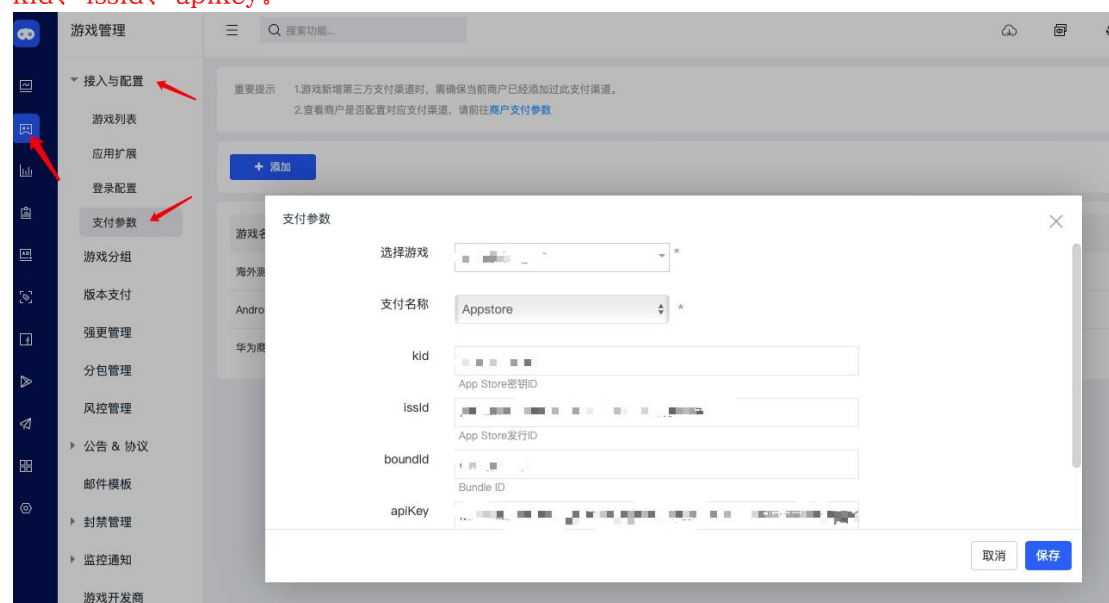 kid、issId、apikey。
游戏管理
搜索功能...
接入与配置
游戏列表
应用扩展
登录配置
支付参数
游戏分组
版本支付
强更管理
分包管理
风控管理
公告 & 协议
邮件模板
封禁管理
监控通知
游戏开发商
重要提示 1.游戏新增第三方支付渠道时，需确保当前商户已经添加过此支付渠道。
2.查看商户是否配置对应支付渠道，请前往商户支付参数
+ 添加
游戏名
海外测
Andro
华为商
支付参数
选择游戏 *
支付名称 Appstore *
kid
App Store密钥ID
issId
App Store发行ID
boundId
Bundle ID
apiKey
取消 保存